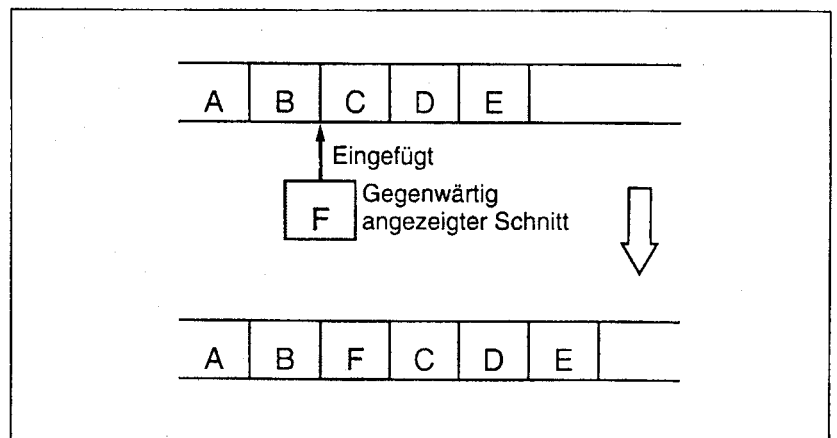 A B C D E
Eingefügt
F
Gegenwärtig
angezeigter Schnitt
A B F C D E